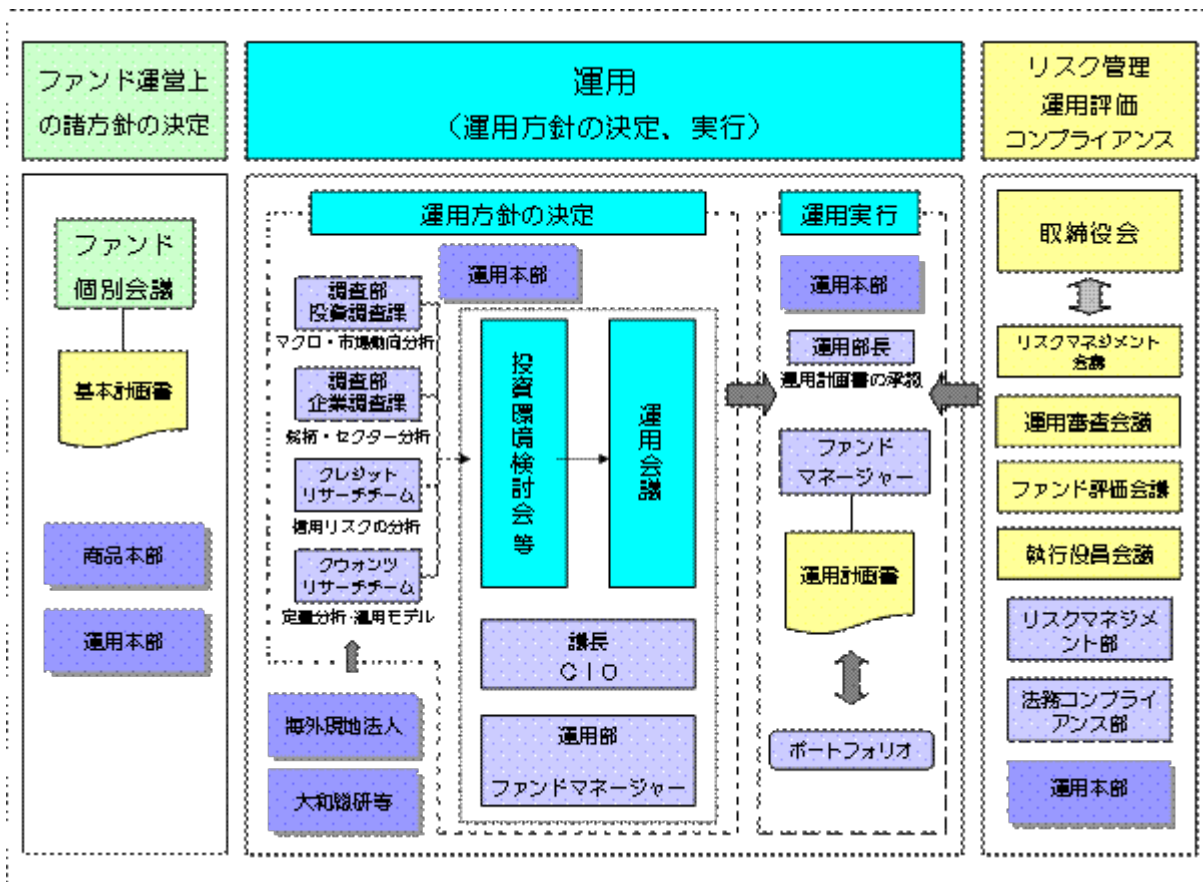 ファンド運営上
の諸方針の決定
運用
（運用方針の決定、実行）
リスク管理
運用評価
コンプライアンス
ファンド
個別会議
基本計画書
商品本部
運用本部
運用方針の決定
運用本部
調査部
投資調査課
マクロ・市場動向分析
調査部
企業調査課
銘柄・セクター分析
クレジット
リサーチチーム
信用リスクの分析
クウォンツ
リサーチチーム
定量分析・運用モデル
海外現地法人
大和総研等
投資環境検討会等
運用会議
議長
ＣＩＯ
運用部
ファンドマネージャー
運用実行
運用本部
運用部長
運用計画書の承認
ファンド
マネージャー
運用計画書
ポートフォリオ
取締役会
リスクマネジメント
会議
運用審査会議
ファンド評価会議
執行役員会議
リスクマネジメ
ント部
法務コンプライ
アンス部
運用本部